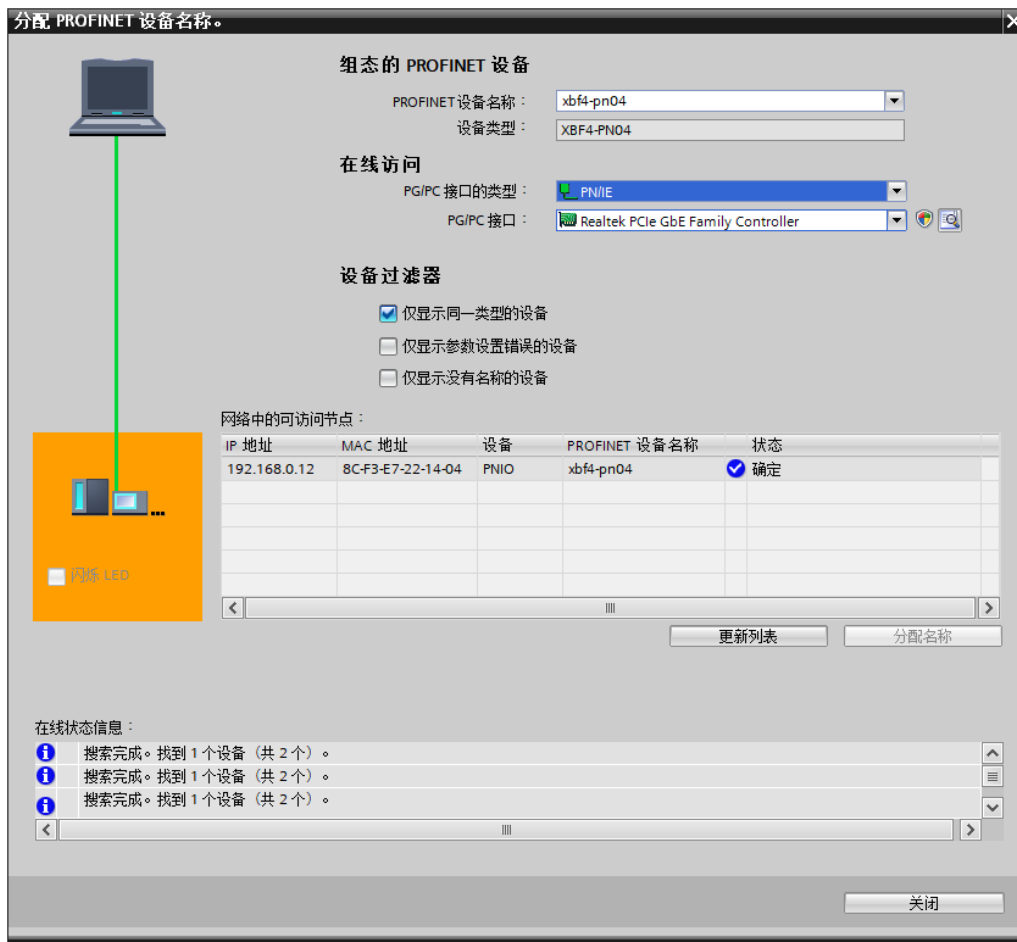 分配 PROFINET 设备名称。
组态的 PROFINET 设备
PROFINET设备名称： xbf4-pn04
设备类型： XBF4-PN04
在线访问
PG/PC 接口的类型： PN/IE
PG/PC 接口： Realtek PCIe GbE Family Controller
设备过滤器
仅显示同一类型的设备
仅显示参数设置错误的设备
仅显示没有名称的设备
网络中的可访问节点：
IP 地址 MAC 地址 设备 PROFINET 设备名称 状态
192.168.0.12 8C-F3-E7-22-14-04 PNIO xbf4-pn04 确定
闪烁 LED
更新列表 分配名称
在线状态信息：
搜索完成。找到 1 个设备（共 2 个）。
搜索完成。找到 1 个设备（共 2 个）。
搜索完成。找到 1 个设备（共 2 个）。
关闭